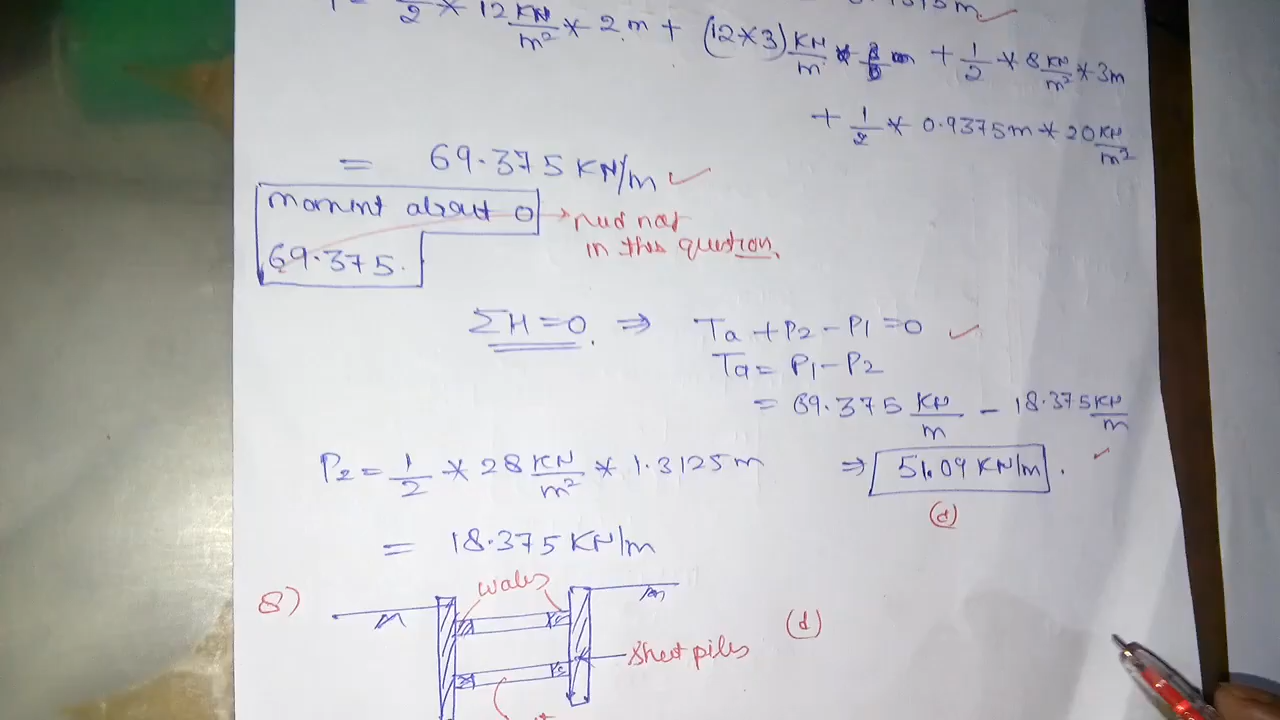 1/2 * 12 KN/m² * 2 m + (12*3) KN/m + 1/2 * 8 KN/m² * 3m
+ 1/2 * 0.9375m * 20 KN/m²
= 69.375 KN/m ✓
moment about 0 → need not
in this question.
69.375.
ΣH = 0. ⇒ Ta + P2 - P1 = 0 ✓
Ta = P1 - P2
= 69.375 KN/m - 18.375 KN/m
P2 = 1/2 * 28 KN/m² * 1.3125 m ⇒ 51.09 KN/m. ✓
(d)
= 18.375 KN/m
8) wales (d)
sheet piles